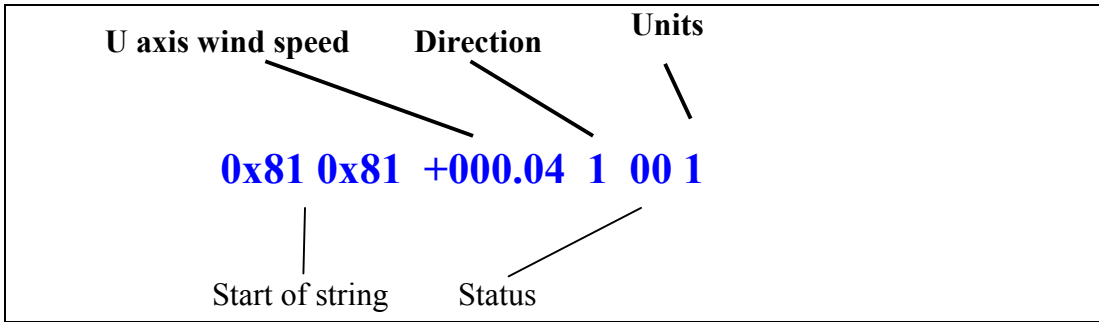 U axis wind speed Direction Units
0x81 0x81 +000.04 1 00 1
Start of string Status